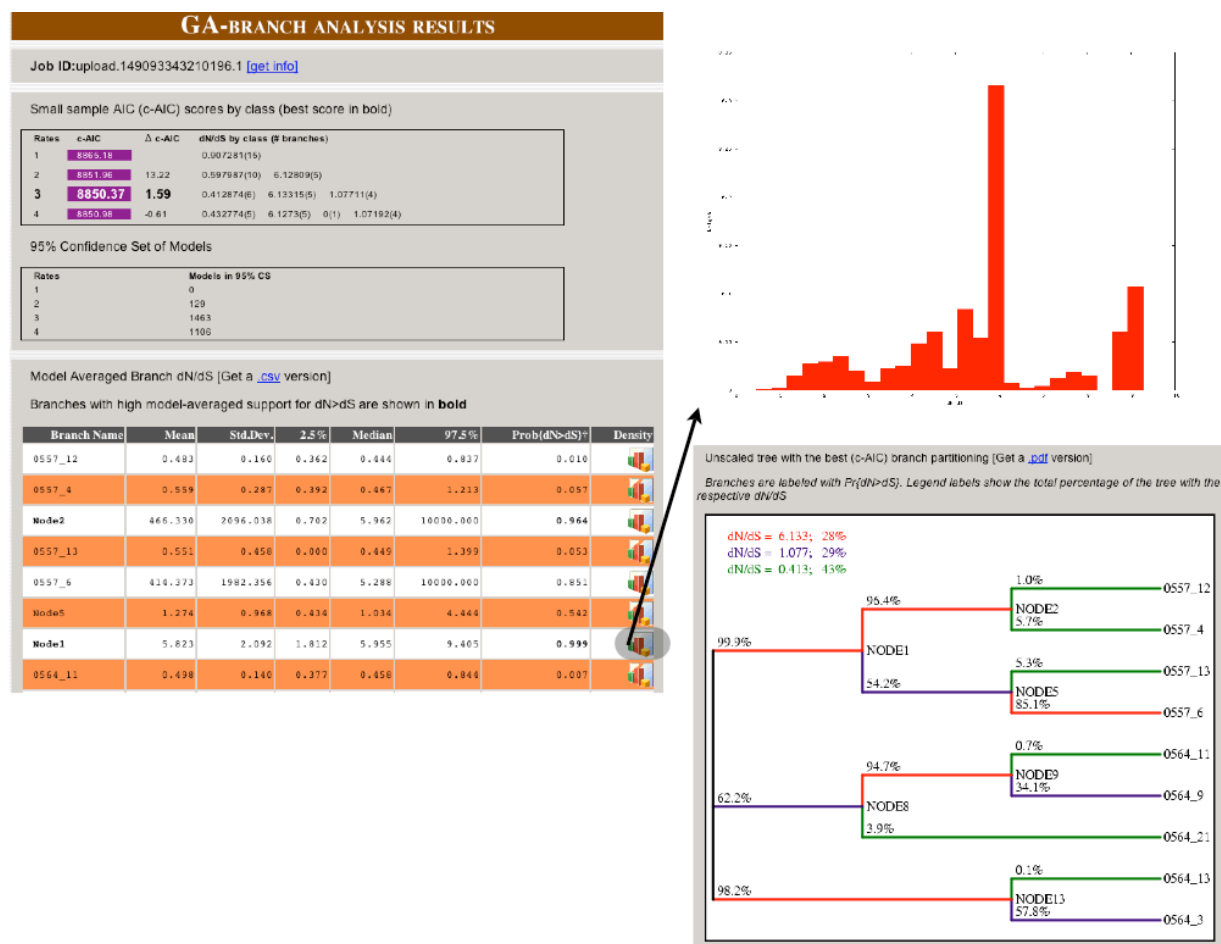 GA-BRANCH ANALYSIS RESULTS
Job ID:upload.149093343210196.1 [get info]
Small sample AIC (c-AIC) scores by class (best score in bold)
Rates c-AIC Δ c-AIC dN/dS by class (# branches)
1 8865.18 0.907281(15)
2 8851.96 13.22 0.597987(10) 6.12809(5)
3 8850.37 1.59 0.412874(6) 6.13315(5) 1.07711(4)
4 8850.98 -0.61 0.432774(5) 6.1273(5) 0(1) 1.07192(4)
95% Confidence Set of Models
Rates Models in 95% CS
1 0
2 129
3 1463
4 1106
Model Averaged Branch dN/dS [Get a .csv version]
Branches with high model-averaged support for dN>dS are shown in bold
Branch Name Mean Std.Dev. 2.5% Median 97.5% Prob{dN>dS}† Density
0557_12 0.483 0.160 0.362 0.444 0.837 0.010
0557_4 0.559 0.287 0.392 0.467 1.213 0.057
Node2 466.330 2096.038 0.702 5.962 10000.000 0.964
0557_13 0.551 0.458 0.000 0.449 1.399 0.053
0557_6 414.373 1982.356 0.430 5.288 10000.000 0.851
Node5 1.274 0.968 0.434 1.034 4.444 0.542
Node1 5.823 2.092 1.812 5.955 9.405 0.999
0564_11 0.498 0.140 0.377 0.458 0.844 0.007
Unscaled tree with the best (c-AIC) branch partitioning [Get a .pdf version]
Branches are labeled with Pr{dN>dS}. Legend labels show the total percentage of the tree with the
respective dN/dS
dN/dS = 6.133; 28%
dN/dS = 1.077; 29%
dN/dS = 0.413; 43%
1.0% 0557_12
96.4% NODE2
5.7% 0557_4
99.9% NODE1
5.3% 0557_13
54.2% NODE5
85.1% 0557_6
0.7% 0564_11
94.7% NODE9
34.1% 0564_9
62.2% NODE8
3.9% 0564_21
0.1% 0564_13
98.2% NODE13
57.8% 0564_3